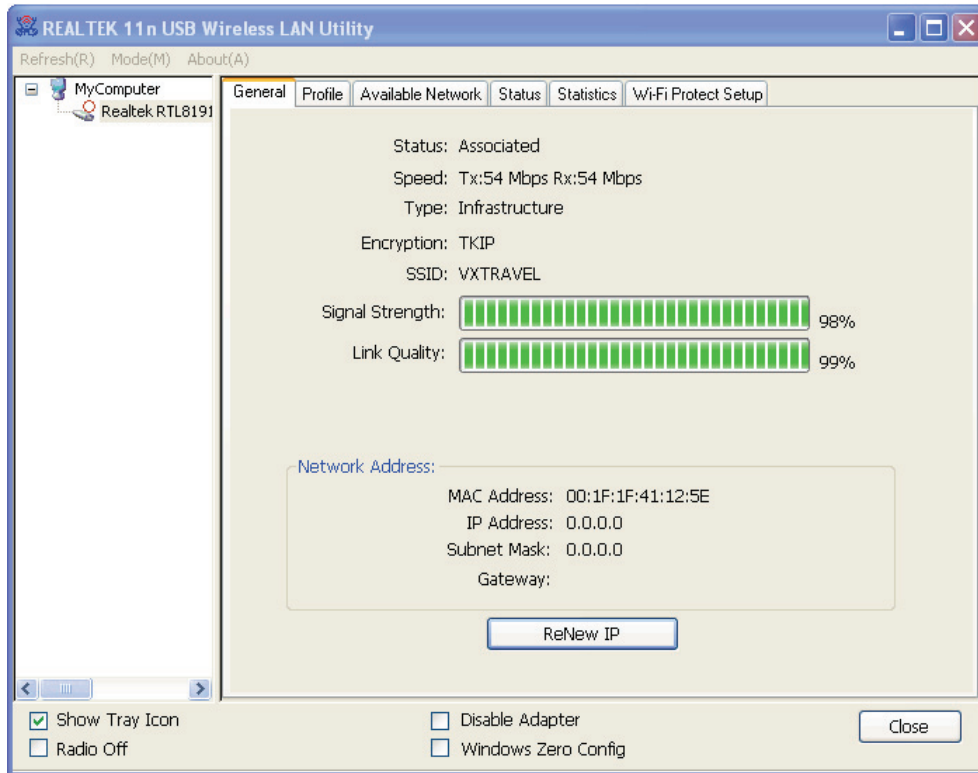 REALTEK 11n USB Wireless LAN Utility
Refresh(R) Mode(M) About(A)
MyComputer
Realtek RTL8191
General Profile Available Network Status Statistics Wi-Fi Protect Setup
Status: Associated
Speed: Tx:54 Mbps Rx:54 Mbps
Type: Infrastructure
Encryption: TKIP
SSID: VXTRAVEL
Signal Strength: 98%
Link Quality: 99%
Network Address:
MAC Address: 00:1F:1F:41:12:5E
IP Address: 0.0.0.0
Subnet Mask: 0.0.0.0
Gateway:
ReNew IP
Show Tray Icon Disable Adapter
Radio Off Windows Zero Config
Close